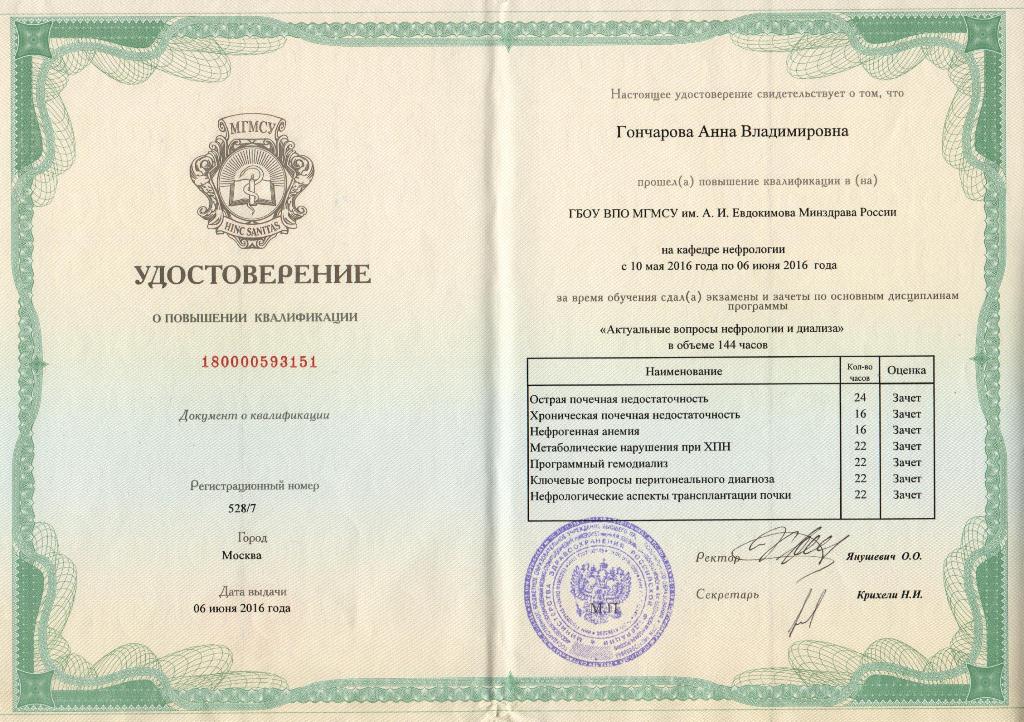 МГМСУ
HINC SANITAS
УДОСТОВЕРЕНИЕ
О ПОВЫШЕНИИ КВАЛИФИКАЦИИ
180000593151
Документ о квалификации
Регистрационный номер
528/7
Город
Москва
Дата выдачи
06 июня 2016 года
Настоящее удостоверение свидетельствует о том, что
Гончарова Анна Владимировна
прошел(а) повышение квалификации в (на)
ГБОУ ВПО МГМСУ им. А. И. Евдокимова Минздрава России
на кафедре нефрологии
с 10 мая 2016 года по 06 июня 2016 года
за время обучения сдал(а) экзамены и зачеты по основным дисциплинам
программы
«Актуальные вопросы нефрологии и диализа»
в объеме 144 часов
Наименование Кол-во часов Оценка
Острая почечная недостаточность 24 Зачет
Хроническая почечная недостаточность 16 Зачет
Нефрогенная анемия 16 Зачет
Метаболические нарушения при ХПН 22 Зачет
Программный гемодиализ 22 Зачет
Ключевые вопросы перитонеального диагноза 22 Зачет
Нефрологические аспекты трансплантации почки 22 Зачет
МИНИСТЕРСТВА ЗДРАВООХРАНЕНИЯ РОССИЙСКОЙ ФЕДЕРАЦИИ
М.П.
Ректор Янушевич О.О.
Секретарь Крихели Н.И.